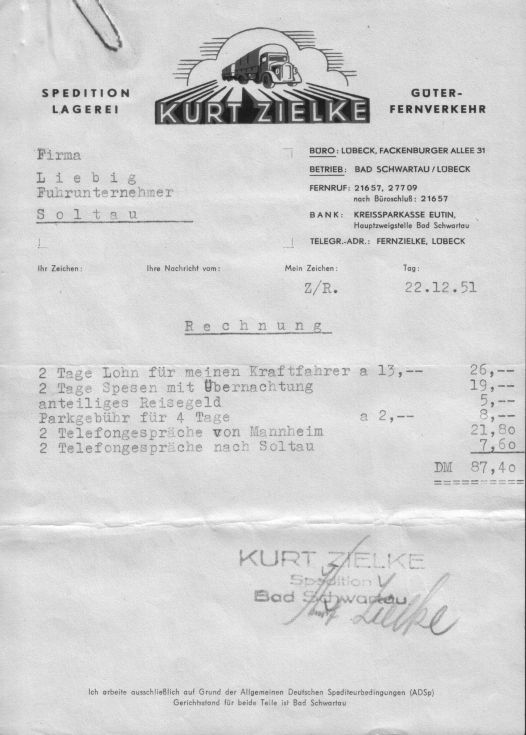 SPEDITION
LAGEREI
KURT ZIELKE
GÜTER-
FERNVERKEHR
Firma
L i e b i g
Fuhrunternehmer
S o l t a u
BÜRO: LÜBECK, FACKENBURGER ALLEE 31
BETRIEB: BAD SCHWARTAU/LÜBECK
FERNRUF: 21657, 27709
nach Büroschluß: 21657
BANK: KREISSPARKASSE EUTIN,
Hauptzweigstelle Bad Schwartau
TELEGR.-ADR.: FERNZIELKE, LÜBECK
Ihr Zeichen: Ihre Nachricht vom: Mein Zeichen: Tag:
Z/R. 22.12.51
R e c h n u n g
2 Tage Lohn für meinen Kraftfahrer a 13,-- 26,--
2 Tage Spesen mit Übernachtung 19,--
anteiliges Reisegeld 5,--
Parkgebühr für 4 Tage a 2,-- 8,--
2 Telefongespräche von Mannheim 21,80
2 Telefongespräche nach Soltau 7,60
DM 87,40
==========
KURT ZIELKE
Spedition
Bad Schwartau
Kurt Zielke
Ich arbeite ausschließlich auf Grund der Allgemeinen Deutschen Spediteurbedingungen (ADSp)
Gerichtsstand für beide Teile ist Bad Schwartau